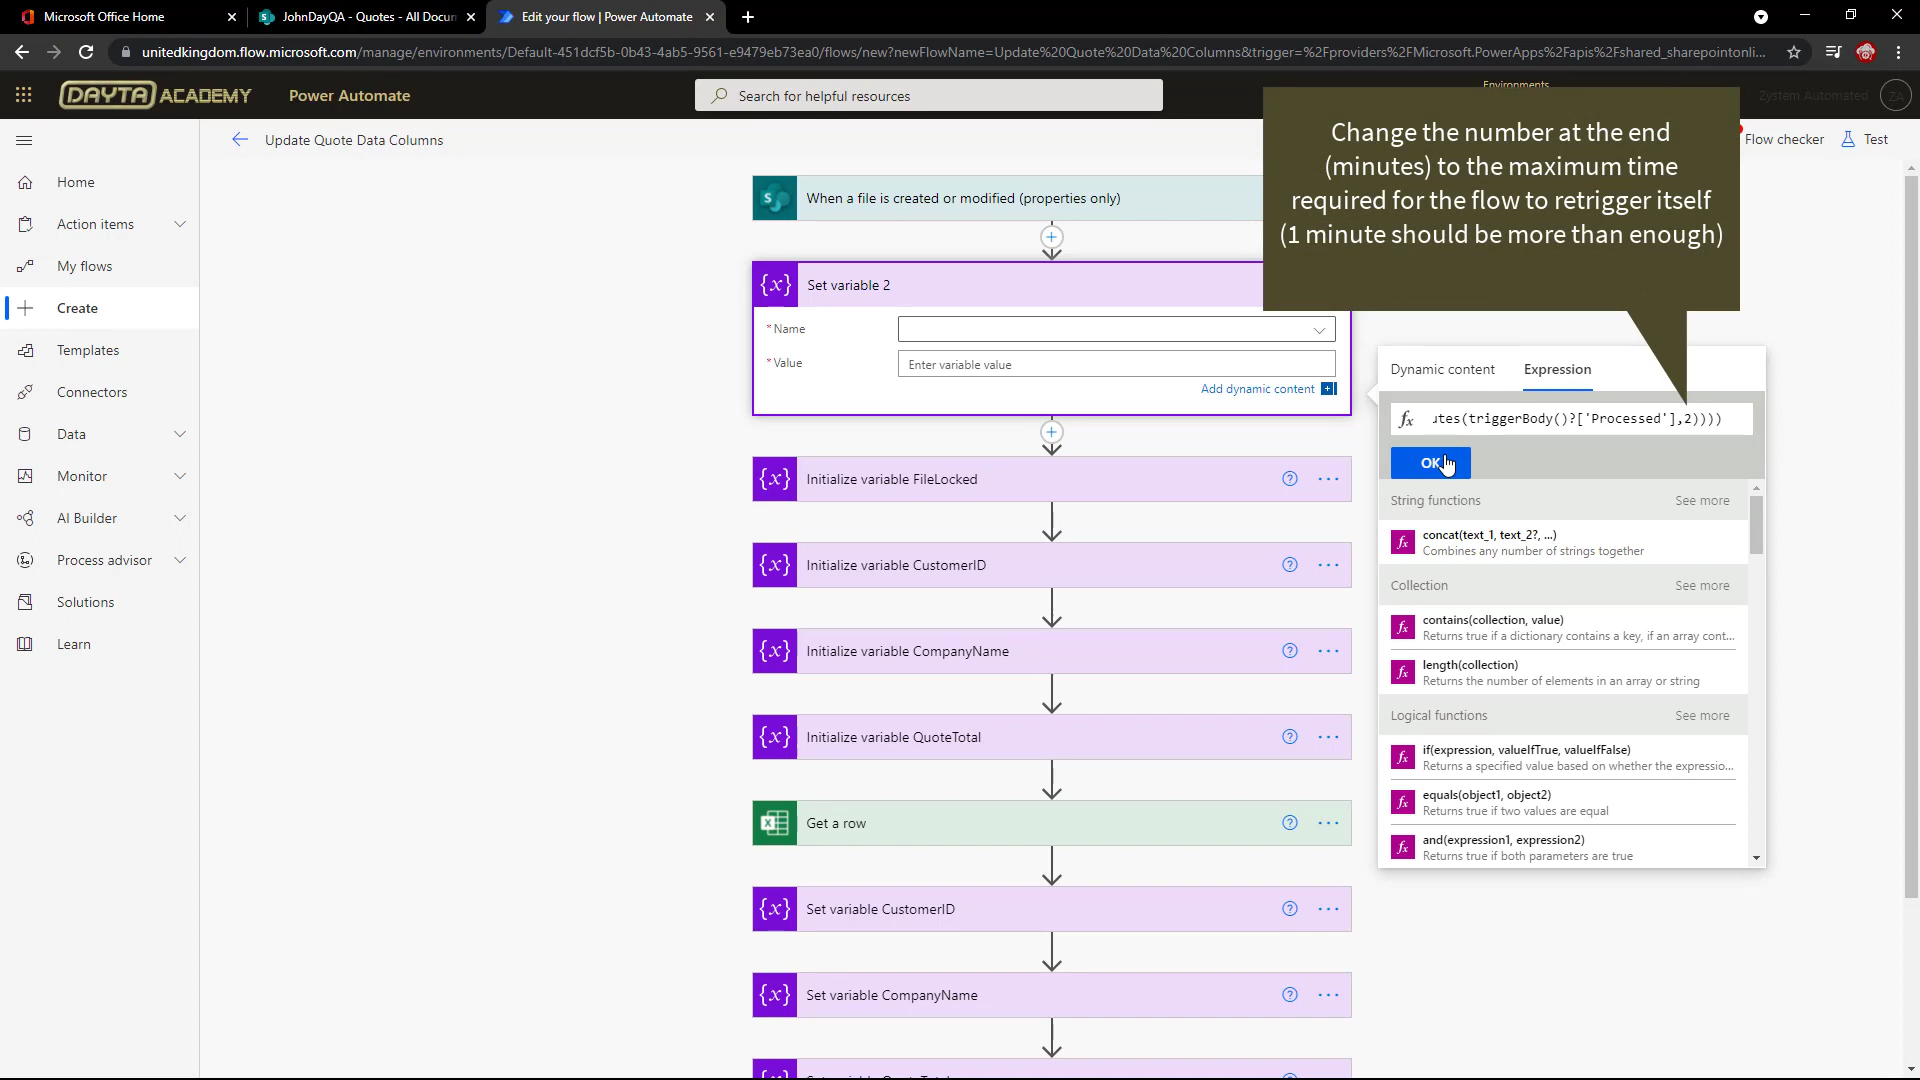 Microsoft Office Home
JohnDayQA - Quotes - All Docum
Edit your flow | Power Automate
unitedkingdom.flow.microsoft.com/manage/environments/Default-451dcf5b-0b43-4ab5-9561-e9479eb73ea0/flows/new?newFlowName=Update%20Quote%20Data%20Columns&trigger=%2Fproviders%2FMicrosoft.PowerApps%2Fapis%2Fshared_sharepointonli...
DAYTA ACADEMY
Power Automate
Search for helpful resources
Environments
Zystem Automated
ZA
Update Quote Data Columns
Flow checker
Test
Change the number at the end
(minutes) to the maximum time
required for the flow to retrigger itself
(1 minute should be more than enough)
Home
Action items
My flows
Create
Templates
Connectors
Data
Monitor
AI Builder
Process advisor
Solutions
Learn
When a file is created or modified (properties only)
Set variable 2
* Name
* Value
Enter variable value
Add dynamic content
Initialize variable FileLocked
Initialize variable CustomerID
Initialize variable CompanyName
Initialize variable QuoteTotal
Get a row
Set variable CustomerID
Set variable CompanyName
Dynamic content
Expression
fx
utes(triggerBody()?['Processed'],2))))
OK
String functions
See more
concat(text_1, text_2?, ...)
Combines any number of strings together
Collection
See more
contains(collection, value)
Returns true if a dictionary contains a key, if an array cont...
length(collection)
Returns the number of elements in an array or string
Logical functions
See more
if(expression, valueIfTrue, valueIfFalse)
Returns a specified value based on whether the expressio...
equals(object1, object2)
Returns true if two values are equal
and(expression1, expression2)
Returns true if both parameters are true